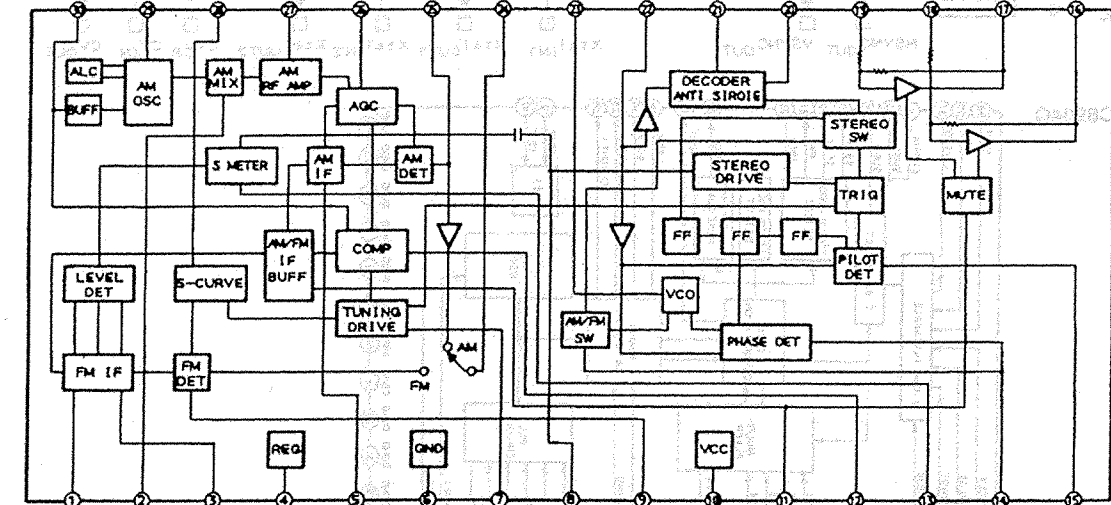 30 29 28 27 26 25 24 23 22 21 20 19 18 17 16
ALC
BUFF
AM
OSC
AM
MIX
AM
RF AMP
AGC
DECODER
ANTI SIROIE
STEREO
SW
S METER
AM
IF
AM
DET
STEREO
DRIVE
TRIG
MUTE
AM/FM
IF
BUFF
COMP
FF
FF
FF
PILOT
DET
LEVEL
DET
S-CURVE
TUNING
DRIVE
VCO
AM/FM
SW
PHASE DET
FM IF
FM
DET
AM
FM
REG
GND
VCC
1 2 3 4 5 6 7 8 9 10 11 12 13 14 15